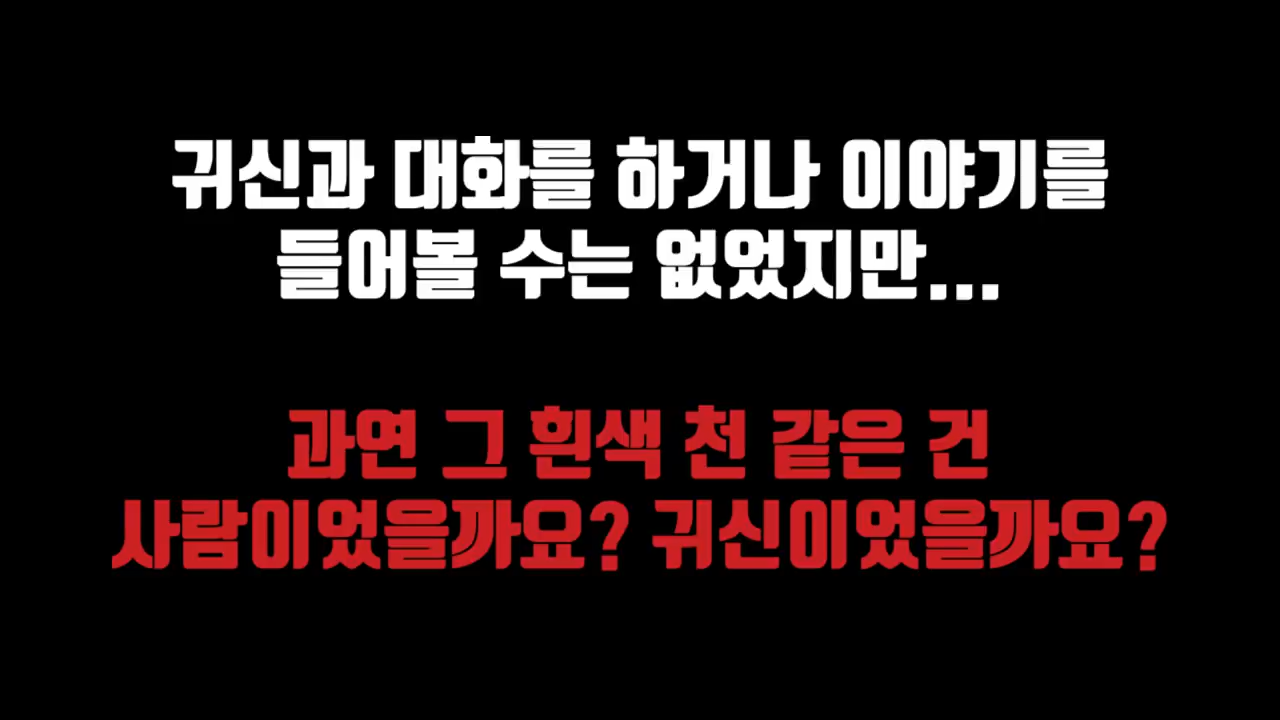 귀신과 대화를 하거나 이야기를
들어볼 수는 없었지만...
과연 그 흰색 천 같은 건
사람이었을까요? 귀신이었을까요?